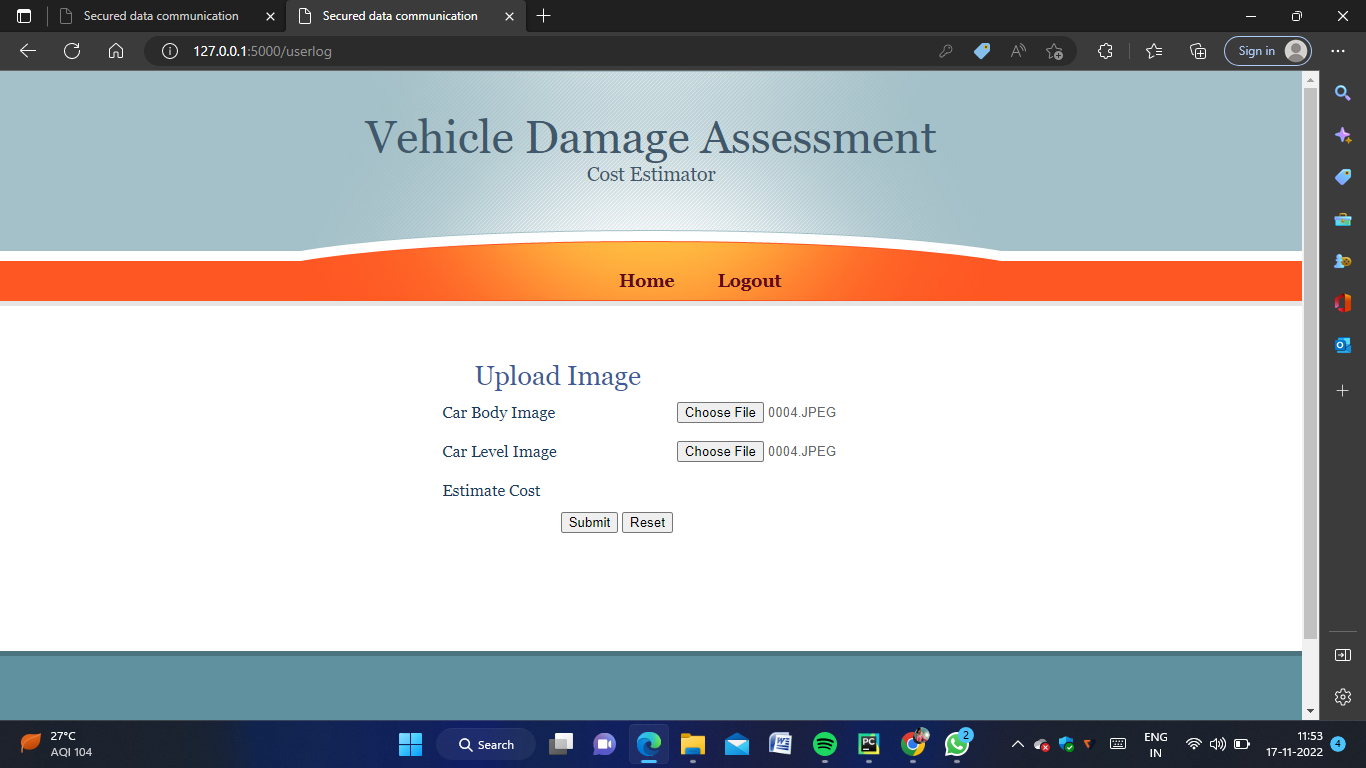 Secured data communication
Secured data communication
127.0.0.1:5000/userlog
Sign in
Vehicle Damage Assessment
Cost Estimator
Home Logout
Upload Image
Car Body Image Choose File 0004.JPEG
Car Level Image Choose File 0004.JPEG
Estimate Cost
Submit Reset
27°C
AQI 104
Search
2
ENG
IN
11:53
17-11-2022
4